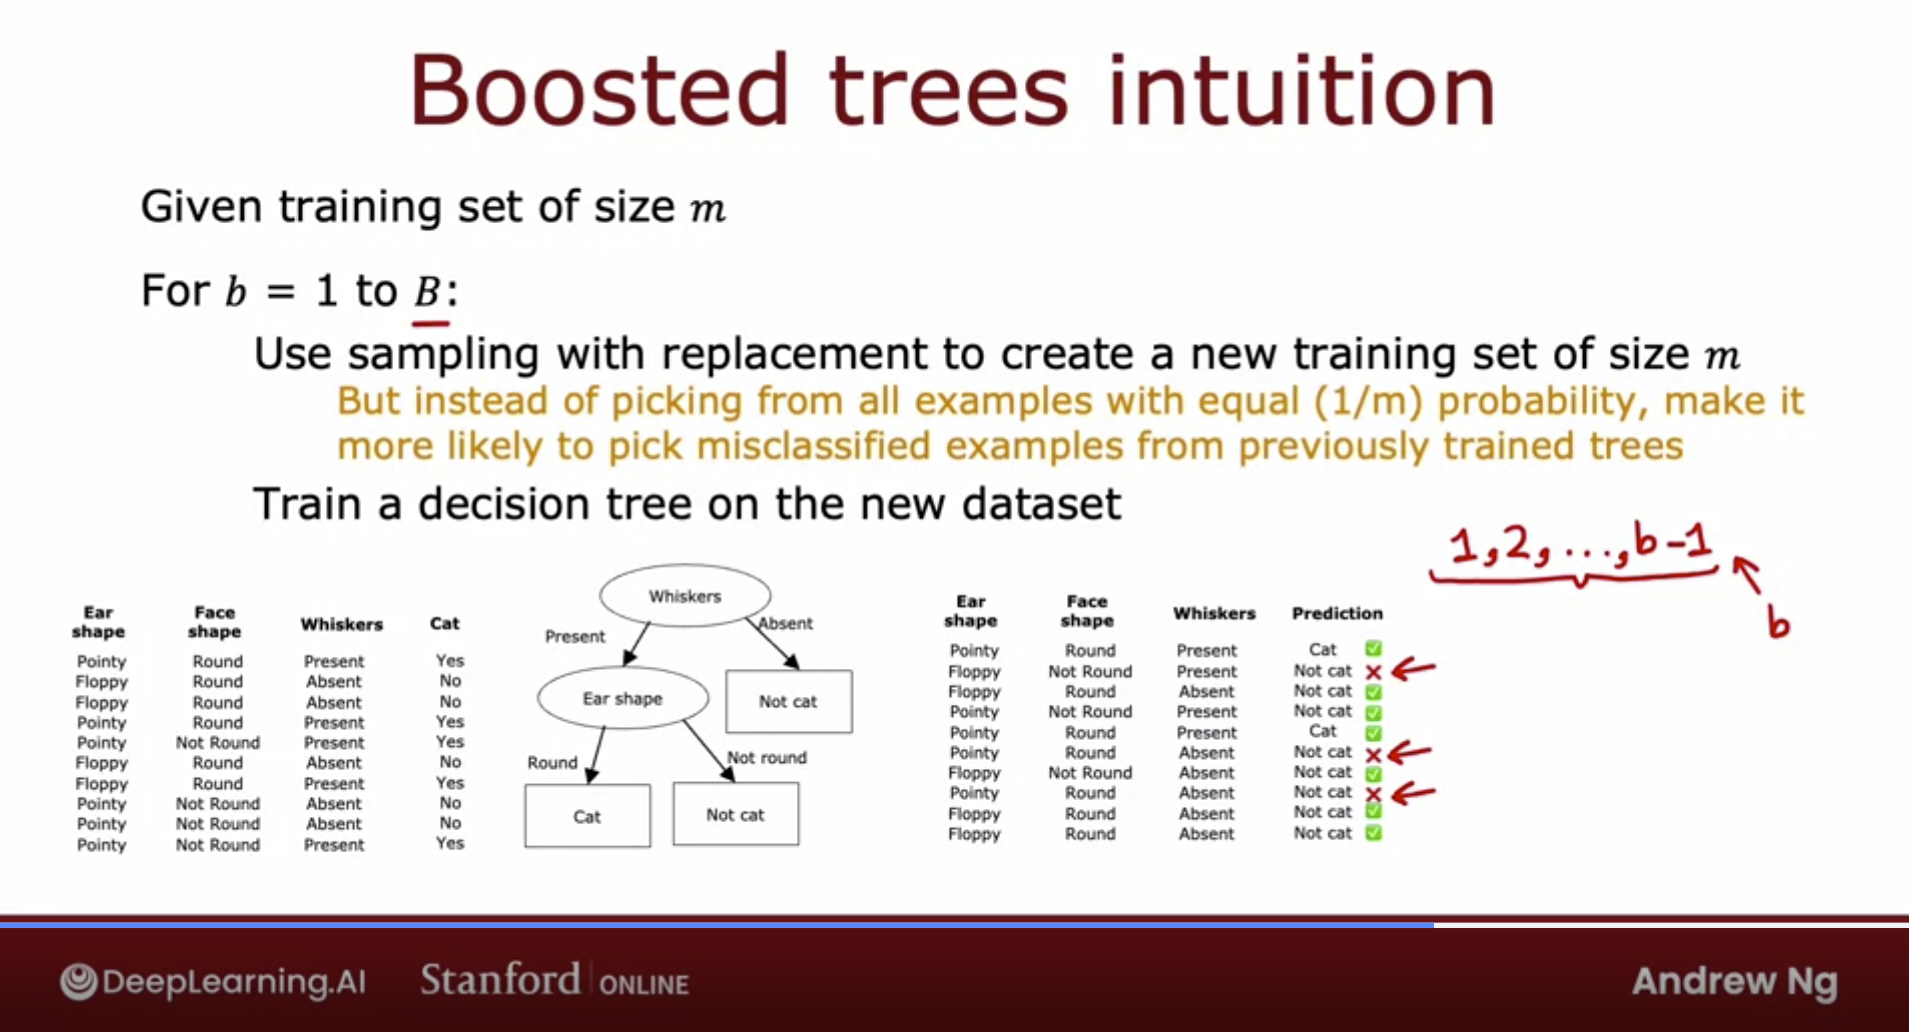 Boosted trees intuition
Given training set of size m
For b = 1 to B:
Use sampling with replacement to create a new training set of size m
But instead of picking from all examples with equal (1/m) probability, make it
more likely to pick misclassified examples from previously trained trees
Train a decision tree on the new dataset
1,2,...,b-1
b
Ear shape Face shape Whiskers Cat
Pointy Round Present Yes
Floppy Round Absent No
Floppy Round Absent No
Pointy Round Present Yes
Pointy Not Round Present Yes
Floppy Round Absent No
Floppy Round Present Yes
Pointy Not Round Absent No
Pointy Not Round Absent No
Pointy Not Round Present Yes
Whiskers
Present
Absent
Ear shape
Not cat
Round
Not round
Cat
Not cat
Ear shape Face shape Whiskers Prediction
Pointy Round Present Cat ✅
Floppy Not Round Present Not cat ❌
Floppy Round Absent Not cat ✅
Pointy Not Round Present Not cat ✅
Pointy Round Present Cat ✅
Pointy Round Absent Not cat ❌
Floppy Not Round Absent Not cat ✅
Pointy Round Absent Not cat ❌
Floppy Round Absent Not cat ✅
Floppy Round Absent Not cat ✅
DeepLearning.AI Stanford | ONLINE Andrew Ng